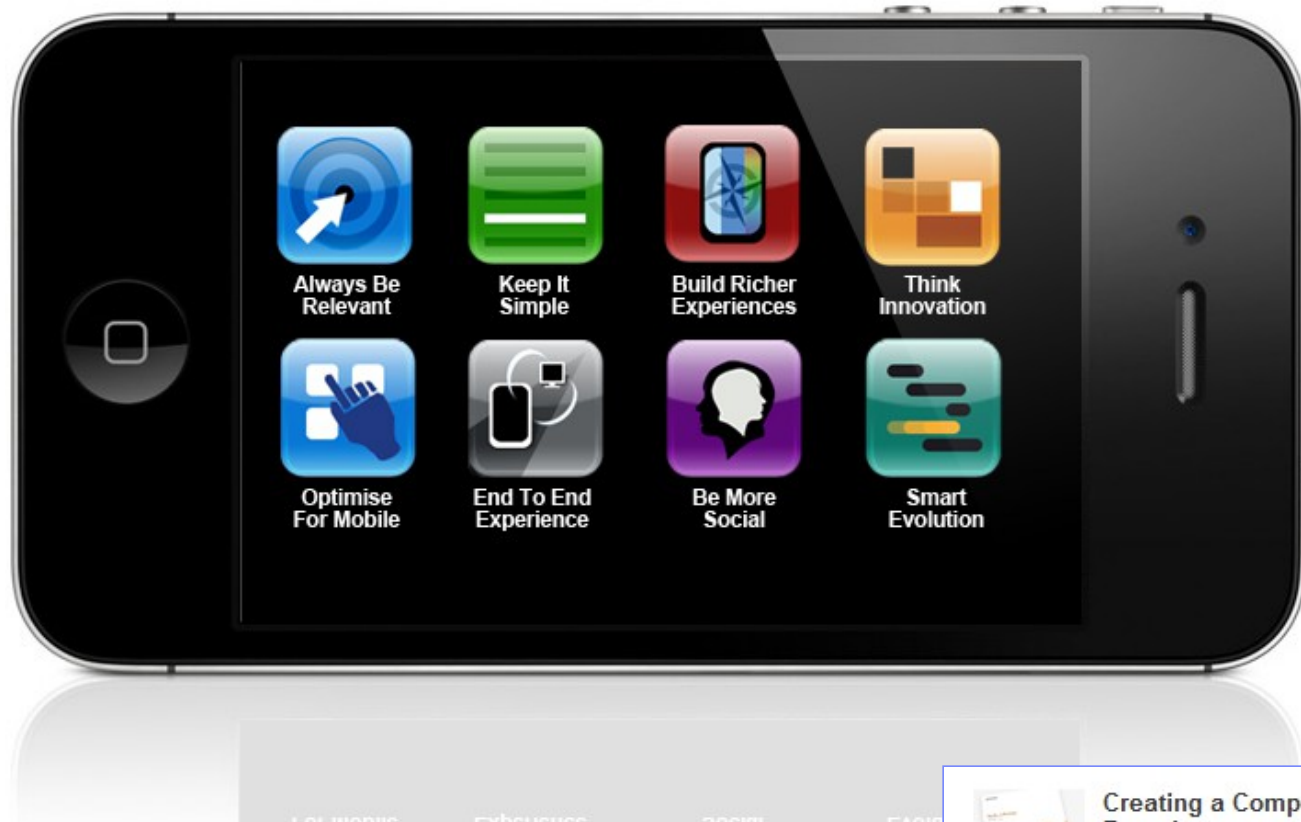 Always Be
Relevant
Keep It
Simple
Build Richer
Experiences
Think
Innovation
Optimise
For Mobile
End To End
Experience
Be More
Social
Smart
Evolution
Creating a Comp